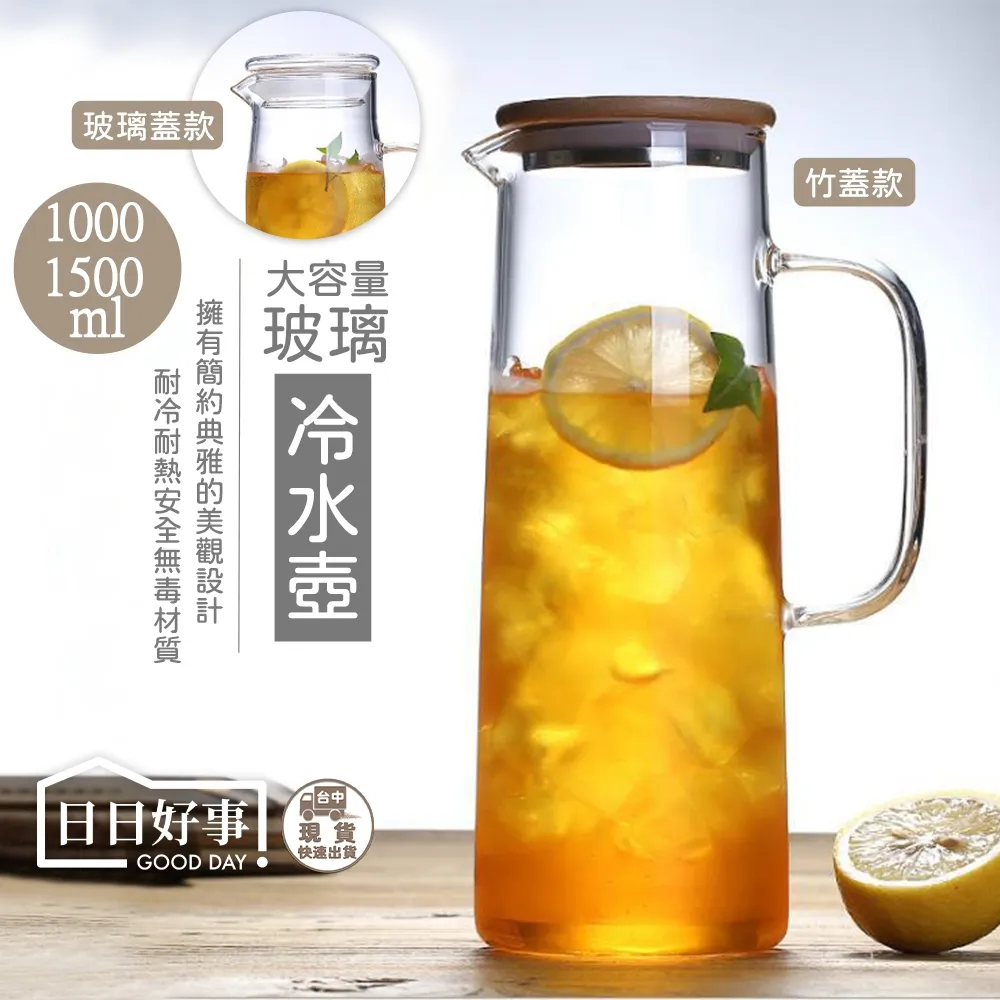 玻璃蓋款
竹蓋款
1000
1500
ml
大容量
玻璃
冷水壺
擁有簡約典雅的美觀設計
耐冷耐熱安全無毒材質
日日好事
GOOD DAY
台中
現貨
快速出貨